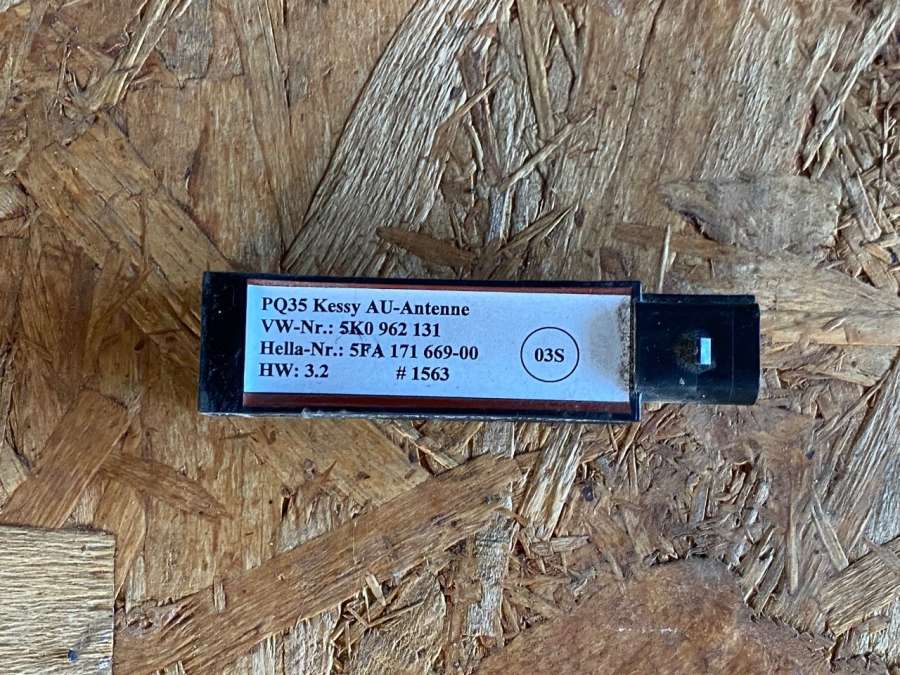 PQ35 Kessy AU-Antenne
VW-Nr.: 5K0 962 131
Hella-Nr.: 5FA 171 669-00
HW: 3.2 # 1563
03S